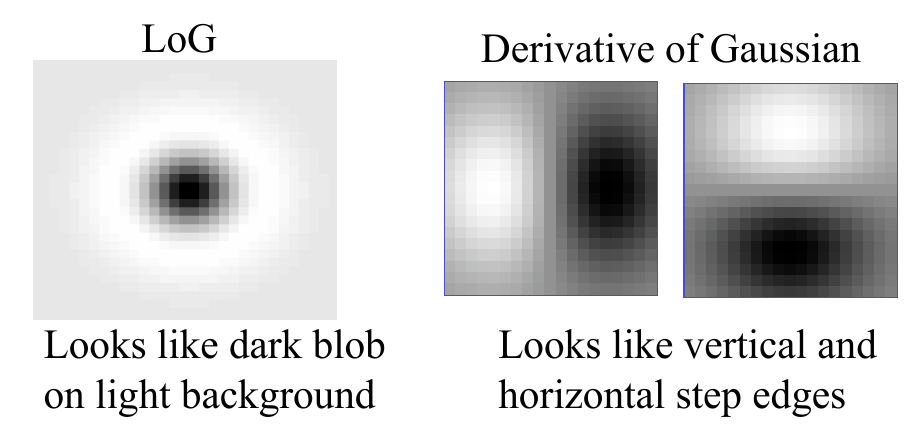 LoG
Derivative of Gaussian
Looks like dark blob
on light background
Looks like vertical and
horizontal step edges